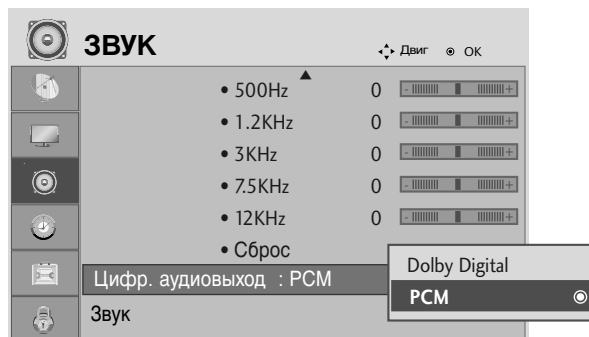 ЗВУК
Двиг ОК
• 500Hz 0 - +
• 1.2KHz 0 - +
• 3KHz 0 - +
• 7.5KHz 0 - +
• 12KHz 0 - +
• Сброс
Цифр. аудиовыход : PCM
Dolby Digital
PCM
Звук